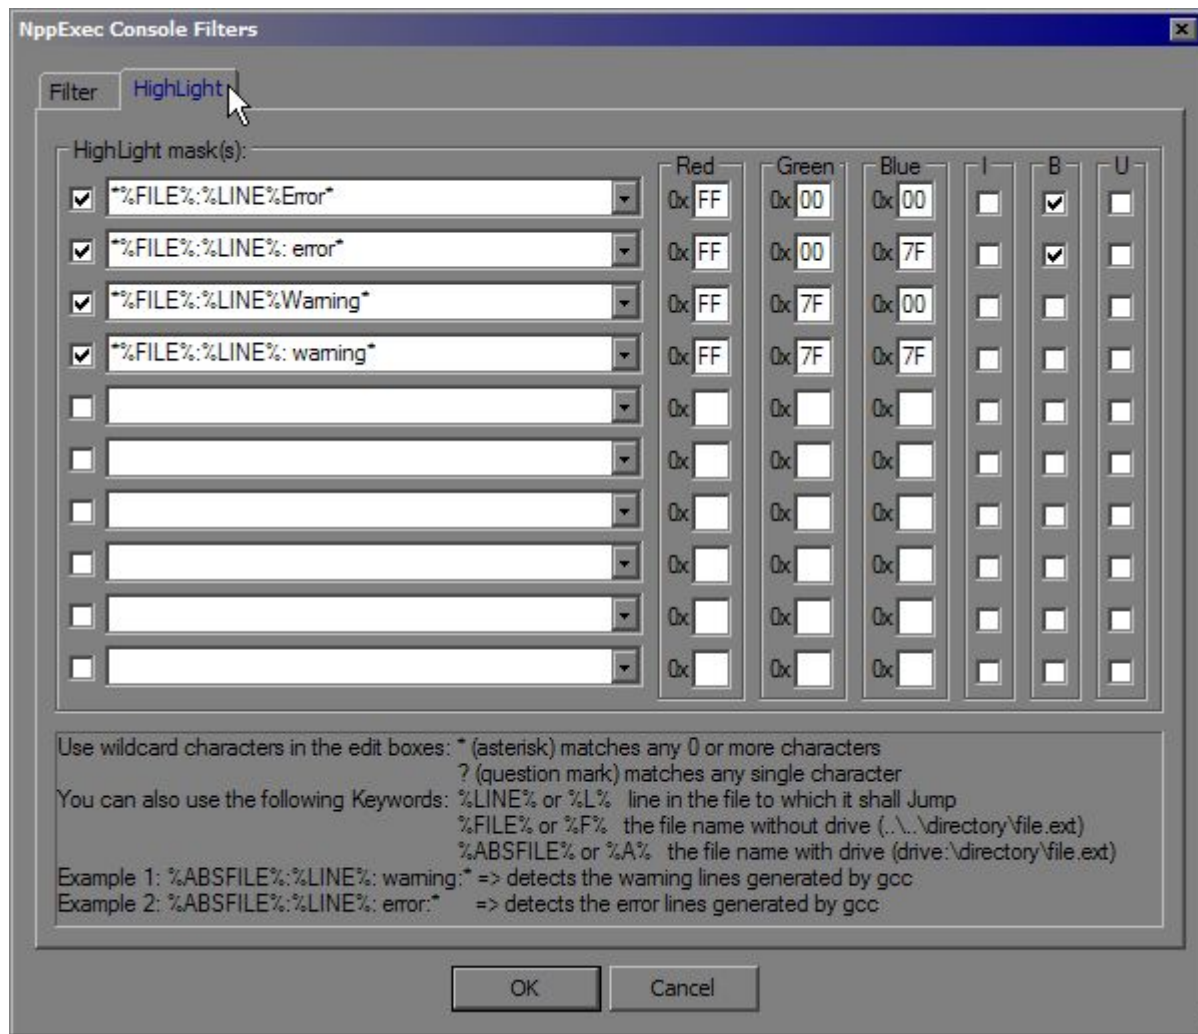 NppExec Console Filters
Filter HighLight
HighLight mask(s): Red Green Blue I B U
*%FILE%:%LINE%Error* 0x FF 0x 00 0x 00
*%FILE%:%LINE%: error* 0x FF 0x 00 0x 7F
*%FILE%:%LINE%Warning* 0x FF 0x 7F 0x 00
*%FILE%:%LINE%: warning* 0x FF 0x 7F 0x 7F
0x 0x 0x
0x 0x 0x
0x 0x 0x
0x 0x 0x
0x 0x 0x
0x 0x 0x
Use wildcard characters in the edit boxes: * (asterisk) matches any 0 or more characters
? (question mark) matches any single character
You can also use the following Keywords: %LINE% or %L% line in the file to which it shall Jump
%FILE% or %F% the file name without drive (..\..\directory\file.ext)
%ABSFILE% or %A% the file name with drive (drive:\directory\file.ext)
Example 1: %ABSFILE%:%LINE%: warning:* => detects the warning lines generated by gcc
Example 2: %ABSFILE%:%LINE%: error:* => detects the error lines generated by gcc
OK Cancel